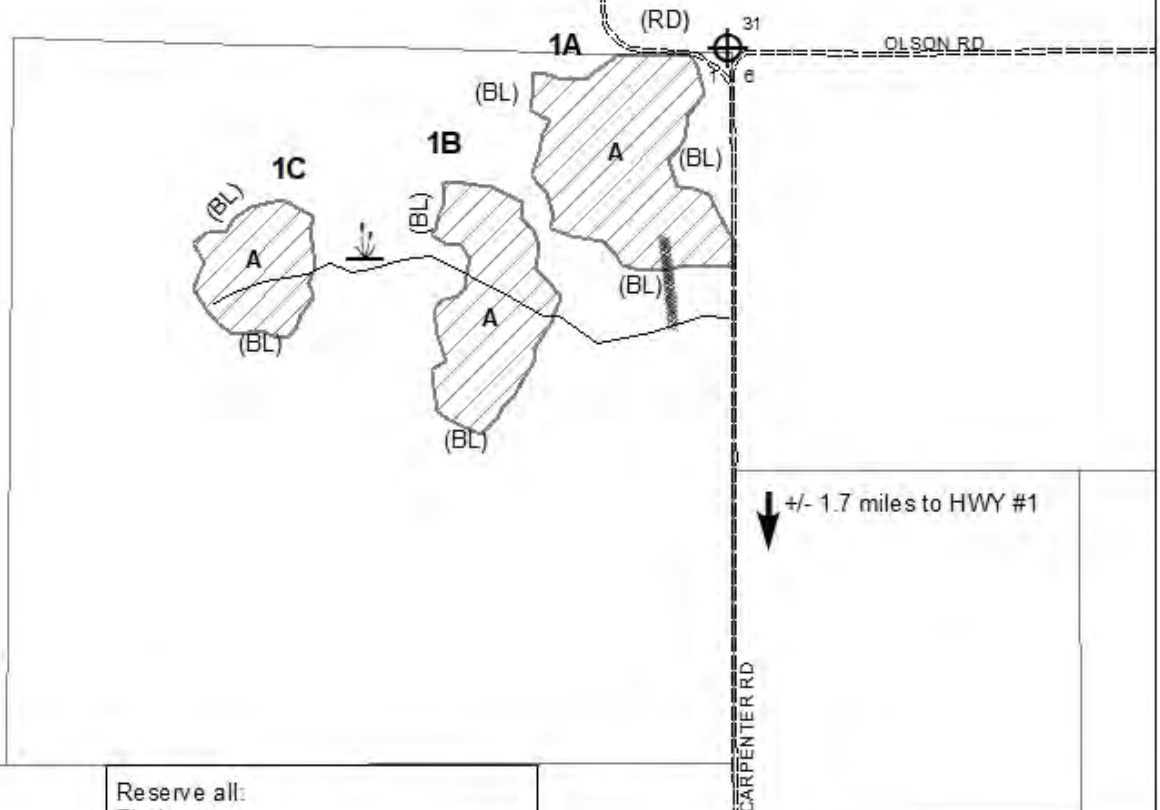 (RD)
31
1A
OLSON RD
6
(BL)
1B
A
(BL)
1C
(BL)
(BL)
A
(BL)
A
(BL)
(BL)
(BL)
+/- 1.7 miles to HWY #1
CARPENTER RD
Reserve all: